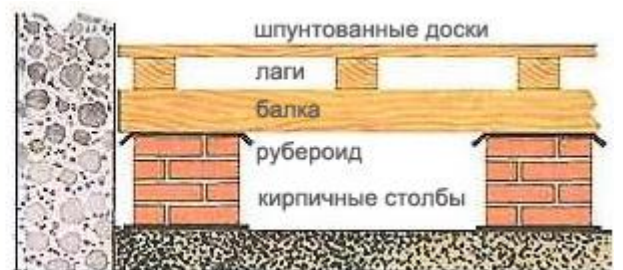 шпунтованные доски
лаги
балка
рубероид
кирпичные столбы